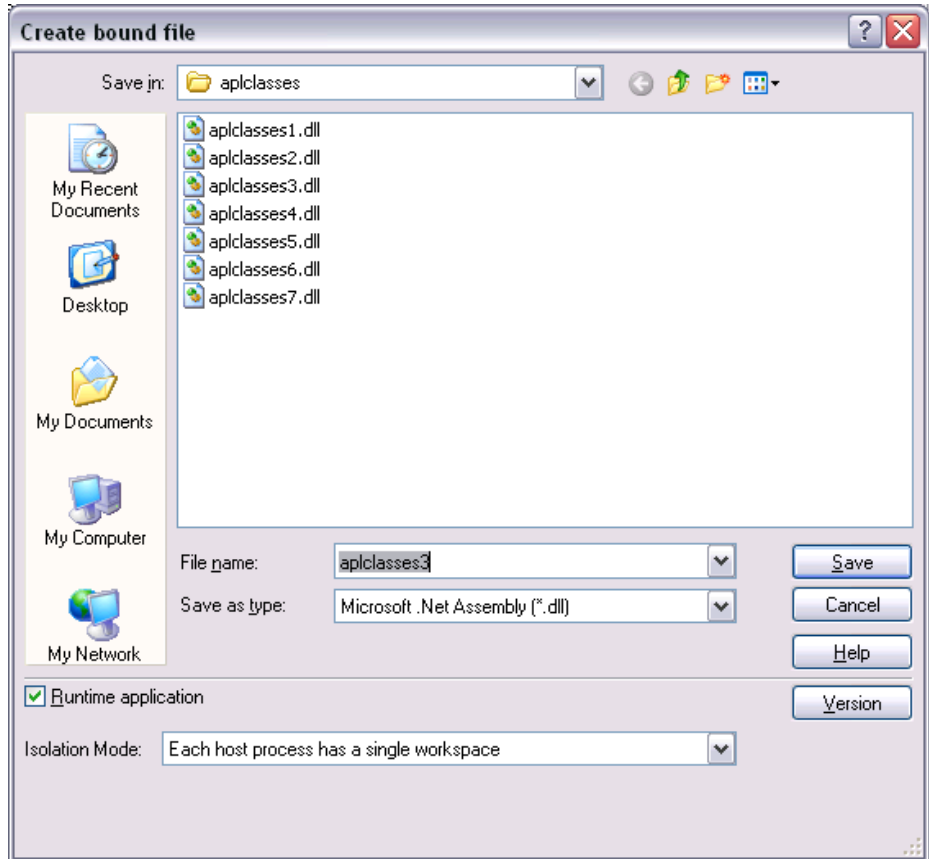 Create bound file
Save in: aplclasses
aplclasses1.dll
aplclasses2.dll
aplclasses3.dll
aplclasses4.dll
aplclasses5.dll
aplclasses6.dll
aplclasses7.dll
My Recent
Documents
Desktop
My Documents
My Computer
My Network
File name: aplclasses3 Save
Save as type: Microsoft .Net Assembly (*.dll) Cancel
Help
Runtime application Version
Isolation Mode: Each host process has a single workspace